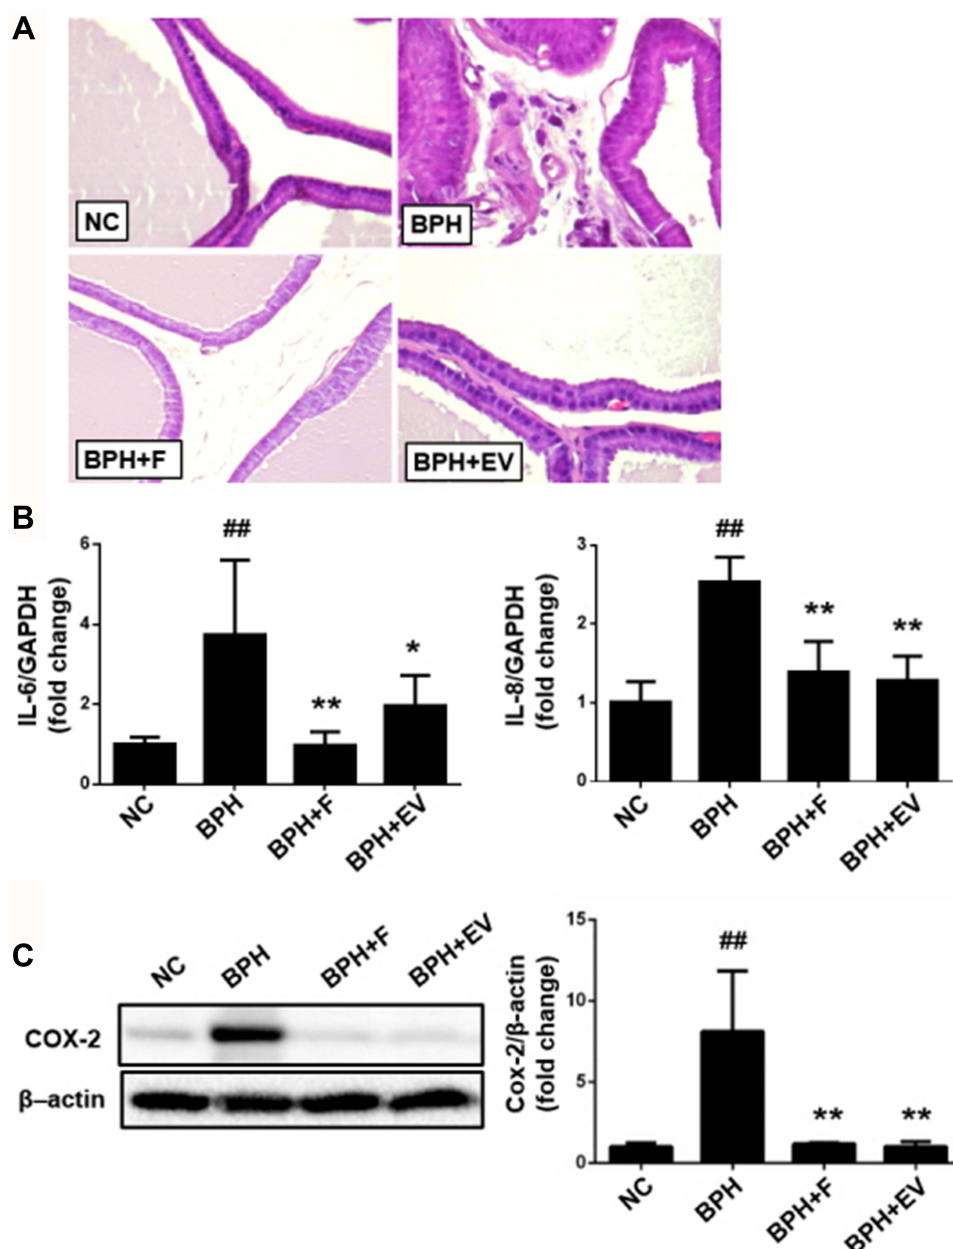 A
NC
BPH
BPH+F
BPH+EV
B
IL-6/GAPDH
(fold change)
6
4
2
0
##
**
*
NC
BPH
BPH+F
BPH+EV
IL-8/GAPDH
(fold change)
3
2
1
0
##
**
**
NC
BPH
BPH+F
BPH+EV
C
NC
BPH
BPH+F
BPH+EV
COX-2
β–actin
Cox-2/β-actin
(fold change)
15
10
5
0
##
**
**
NC
BPH
BPH+F
BPH+EV